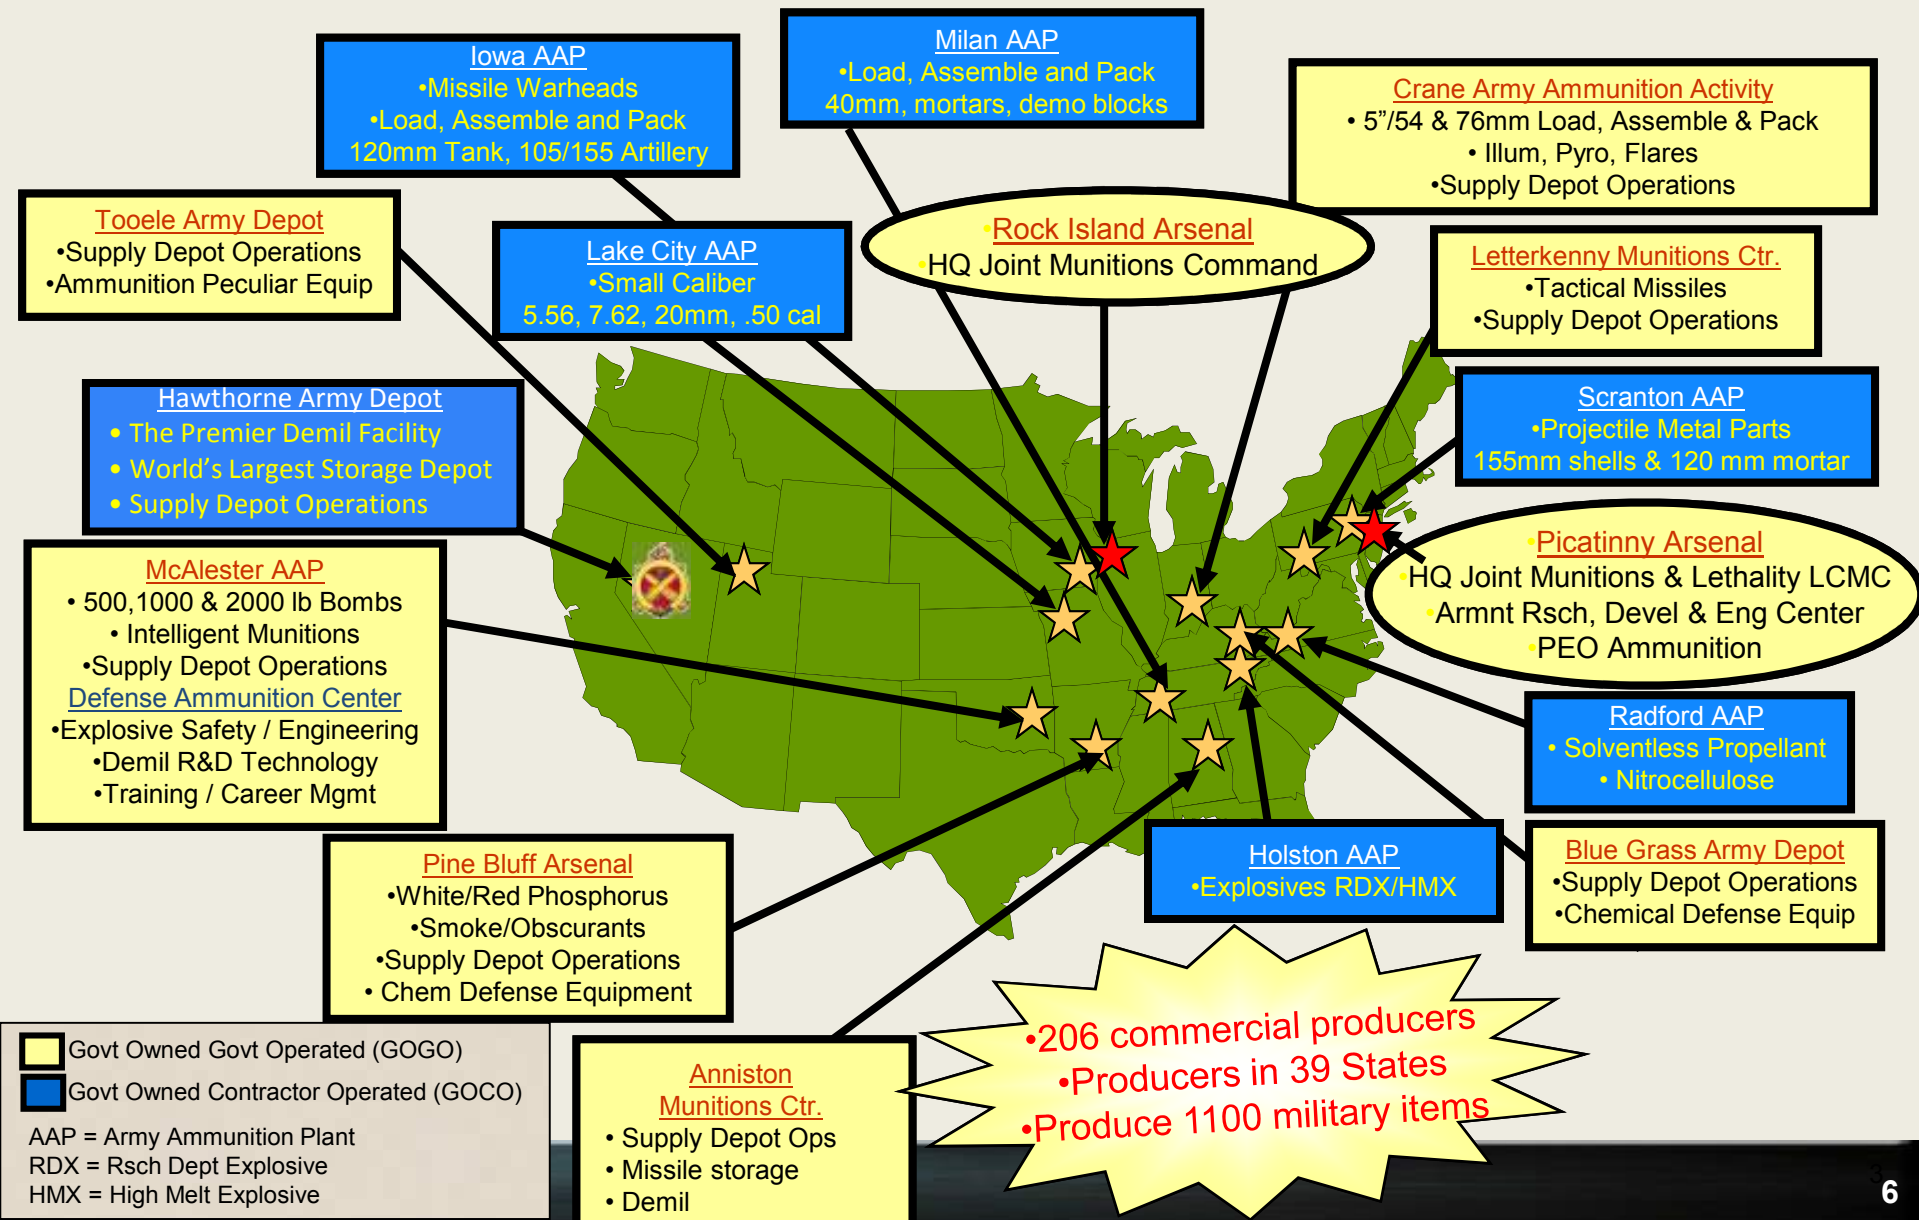 Iowa AAP
•Missile Warheads
•Load, Assemble and Pack
120mm Tank, 105/155 Artillery
Milan AAP
•Load, Assemble and Pack
40mm, mortars, demo blocks
Crane Army Ammunition Activity
• 5”/54 & 76mm Load, Assemble & Pack
• Illum, Pyro, Flares
•Supply Depot Operations
Tooele Army Depot
•Supply Depot Operations
•Ammunition Peculiar Equip
Lake City AAP
•Small Caliber
5.56, 7.62, 20mm, .50 cal
•Rock Island Arsenal
•HQ Joint Munitions Command
Letterkenny Munitions Ctr.
•Tactical Missiles
•Supply Depot Operations
Hawthorne Army Depot
• The Premier Demil Facility
• World’s Largest Storage Depot
• Supply Depot Operations
Scranton AAP
•Projectile Metal Parts
155mm shells & 120 mm mortar
McAlester AAP
• 500,1000 & 2000 lb Bombs
• Intelligent Munitions
•Supply Depot Operations
Defense Ammunition Center
•Explosive Safety / Engineering
•Demil R&D Technology
•Training / Career Mgmt
•Picatinny Arsenal
•HQ Joint Munitions & Lethality LCMC
•Armnt Rsch, Devel & Eng Center
•PEO Ammunition
Radford AAP
• Solventless Propellant
• Nitrocellulose
Pine Bluff Arsenal
•White/Red Phosphorus
•Smoke/Obscurants
•Supply Depot Operations
• Chem Defense Equipment
Holston AAP
•Explosives RDX/HMX
Blue Grass Army Depot
•Supply Depot Operations
•Chemical Defense Equip
Anniston
Munitions Ctr.
• Supply Depot Ops
• Missile storage
• Demil
•206 commercial producers
•Producers in 39 States
•Produce 1100 military items
Govt Owned Govt Operated (GOGO)
Govt Owned Contractor Operated (GOCO)
AAP = Army Ammunition Plant
RDX = Rsch Dept Explosive
HMX = High Melt Explosive
3
6